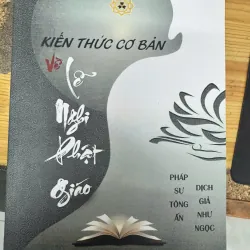 KIẾN THỨC CƠ BẢN
Về
Lễ
Nghi
Phật
Giáo
PHÁP
SƯ
TÔNG
ẤN
DỊCH
GIẢ
NHƯ
NGỌC